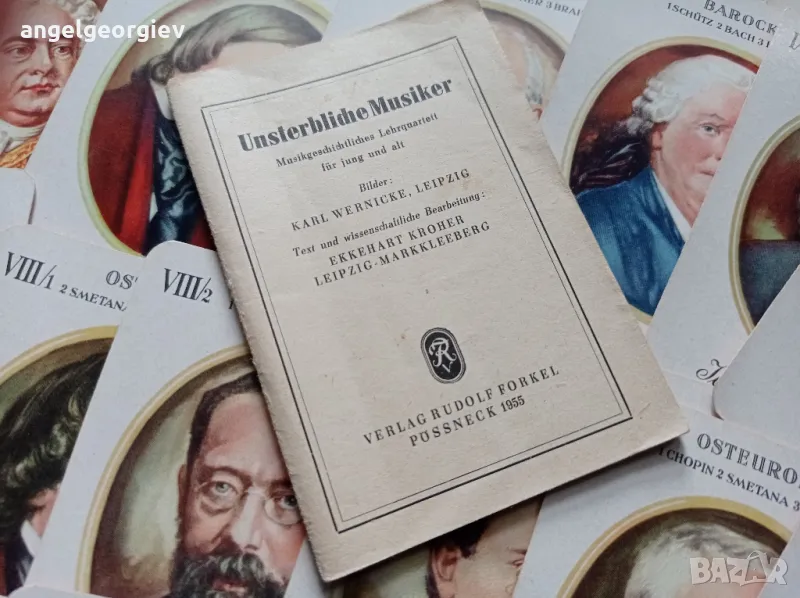 angelgeorgiev
BAROCK
1 SCHÜTZ 2 BACH 3
Unsterbliche Musiker
Musikgeschichtliches Lehrquartett
für jung und alt
Bilder:
KARL WERNICKE, LEIPZIG
Text und wissenschaftliche Bearbeitung:
EKKEHART KROHER
LEIPZIG-MARKKLEEBERG
VERLAG RUDOLF FORKEL
PÖSSNECK 1955
VIII/1
2 SMETANA
VIII/2
OSTEURO
1 CHOPIN 2 SMETANA 3
BAZAR